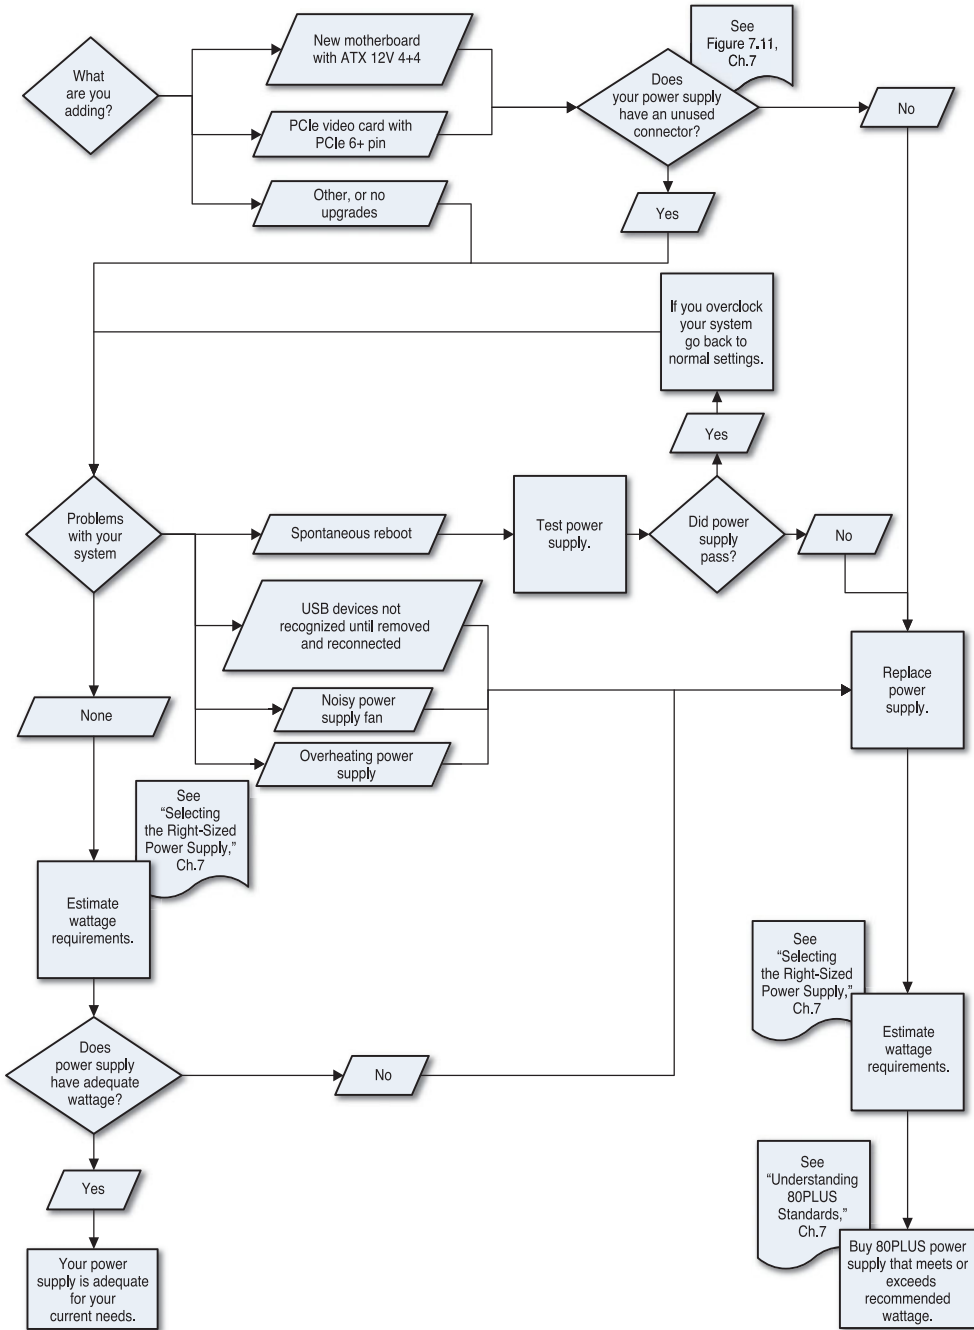 What
are you
adding?
New motherboard
with ATX 12V 4+4
PCIe video card with
PCIe 6+ pin
Other, or no
upgrades
See
Figure 7.11,
Ch.7
Does
your power supply
have an unused
connector?
No
Yes
If you overclock
your system
go back to
normal settings.
Yes
Problems
with your
system
Spontaneous reboot
Test power
supply.
Did power
supply
pass?
No
USB devices not
recognized until removed
and reconnected
Noisy power
supply fan
Overheating power
supply
Replace
power
supply.
None
See
“Selecting
the Right-Sized
Power Supply,”
Ch.7
Estimate
wattage
requirements.
Does
power supply
have adequate
wattage?
No
Yes
Your power
supply is adequate
for your
current needs.
See
“Selecting
the Right-Sized
Power Supply,”
Ch.7
Estimate
wattage
requirements.
See
“Understanding
80PLUS
Standards,”
Ch.7
Buy 80PLUS power
supply that meets or
exceeds
recommended
wattage.